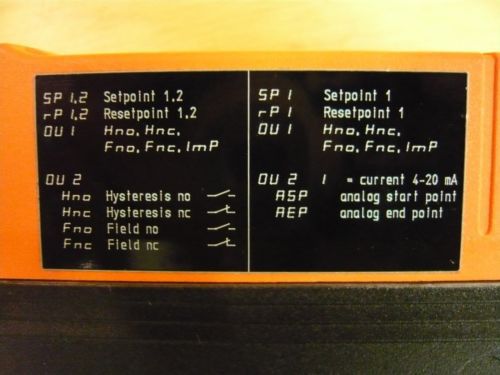 SP 1,2 Setpoint 1,2
rP 1,2 Resetpoint 1,2
OU 1 Hno, Hnc,
Fno, Fnc, ImP
OU 2
Hno Hysteresis no
Hnc Hysteresis nc
Fno Field no
Fnc Field nc
SP 1 Setpoint 1
rP 1 Resetpoint 1
OU 1 Hno, Hnc,
Fno, Fnc, ImP
OU 2 I = current 4-20 mA
ASP analog start point
AEP analog end point